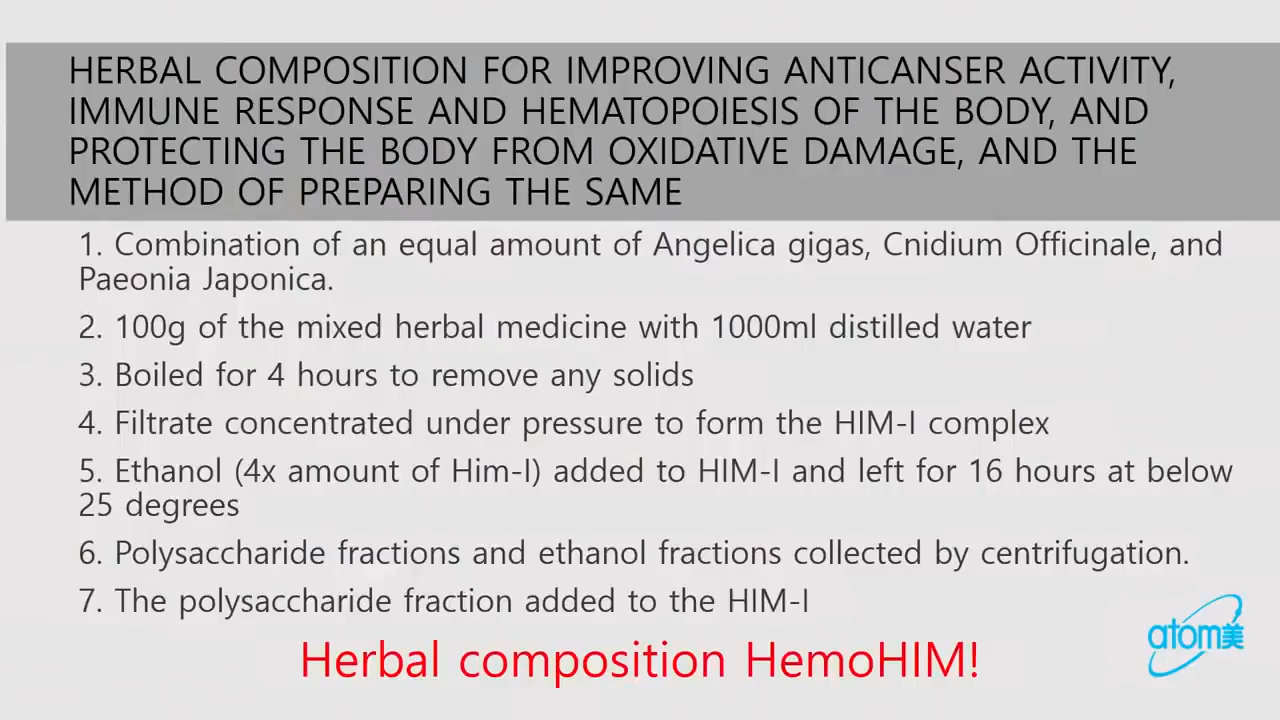 HERBAL COMPOSITION FOR IMPROVING ANTICANSER ACTIVITY,
IMMUNE RESPONSE AND HEMATOPOIESIS OF THE BODY, AND
PROTECTING THE BODY FROM OXIDATIVE DAMAGE, AND THE
METHOD OF PREPARING THE SAME
1. Combination of an equal amount of Angelica gigas, Cnidium Officinale, and
Paeonia Japonica.
2. 100g of the mixed herbal medicine with 1000ml distilled water
3. Boiled for 4 hours to remove any solids
4. Filtrate concentrated under pressure to form the HIM-I complex
5. Ethanol (4x amount of Him-I) added to HIM-I and left for 16 hours at below
25 degrees
6. Polysaccharide fractions and ethanol fractions collected by centrifugation.
7. The polysaccharide fraction added to the HIM-I
Herbal composition HemoHIM!
atom美